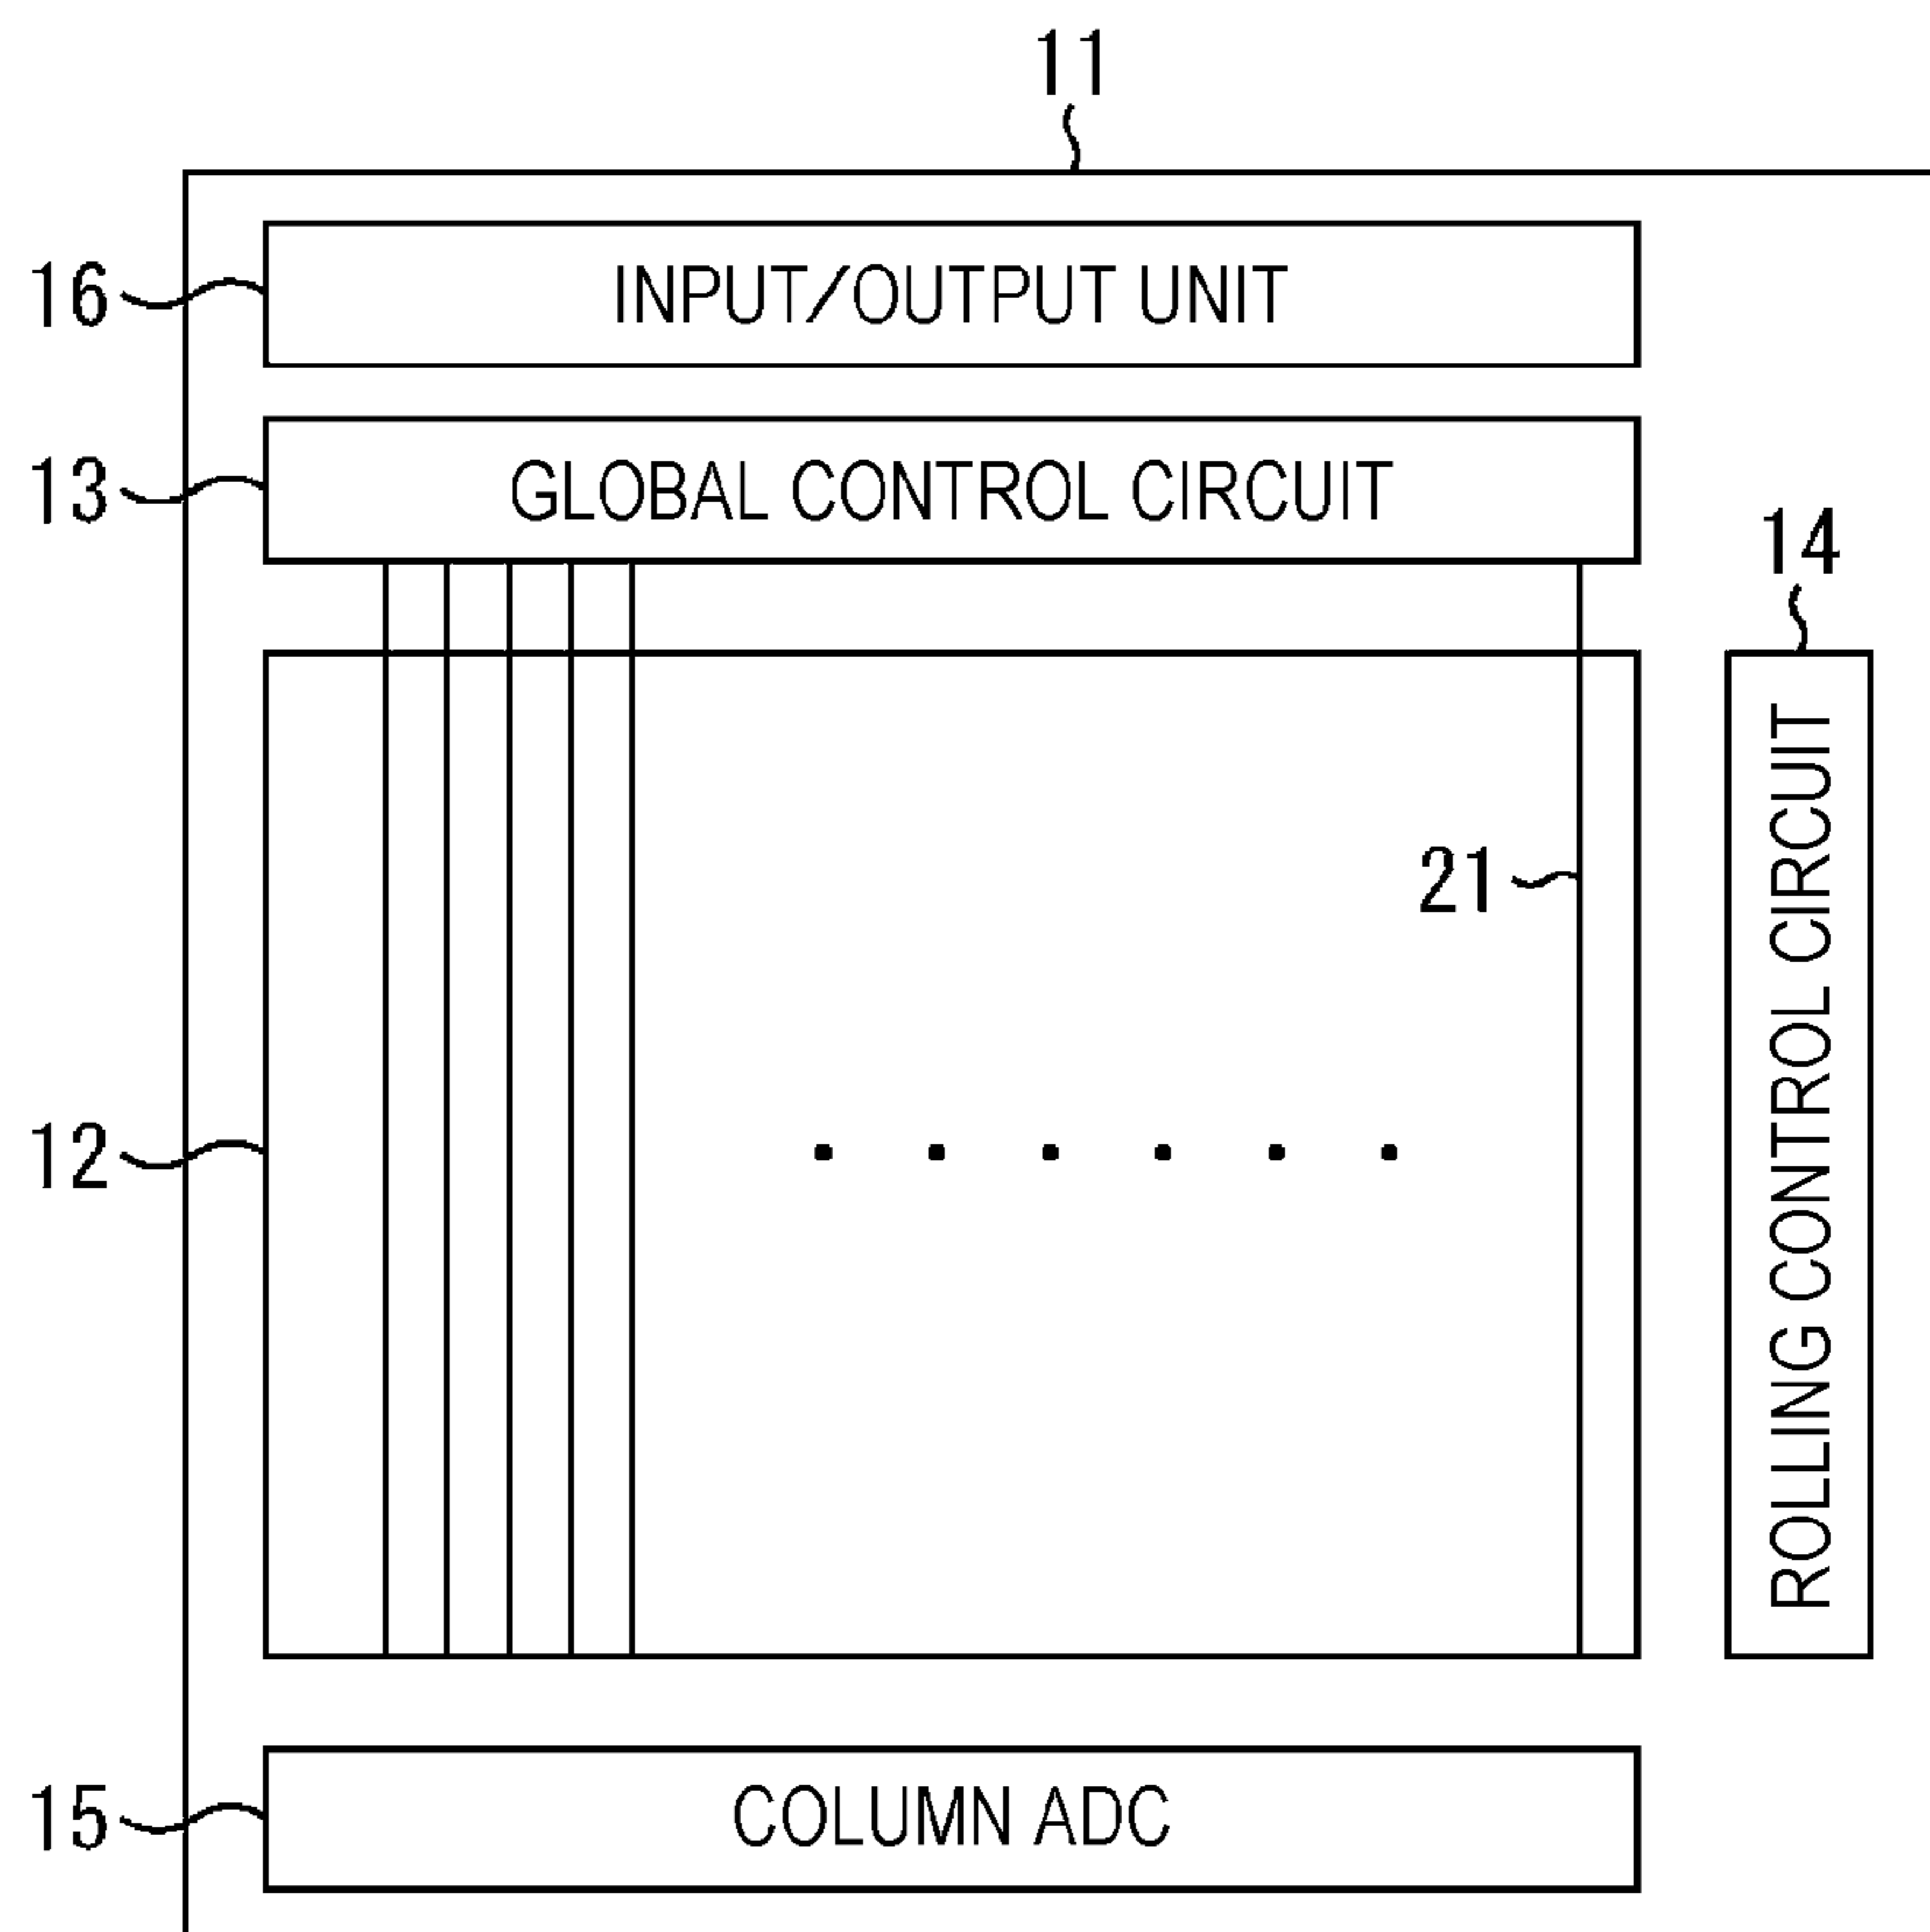 11
16
INPUT/OUTPUT UNIT
13
GLOBAL CONTROL CIRCUIT
14
21
ROLLING CONTROL CIRCUIT
12
15
COLUMN ADC